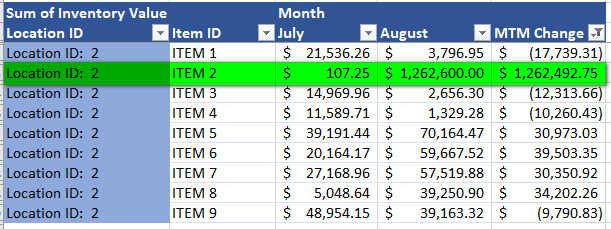 Sum of Inventory Value Month
Location ID Item ID July August MTM Change
Location ID: 2 ITEM 1 $ 21,536.26 $ 3,796.95 $ (17,739.31)
Location ID: 2 ITEM 2 $ 107.25 $ 1,262,600.00 $ 1,262,492.75
Location ID: 2 ITEM 3 $ 14,969.96 $ 2,656.30 $ (12,313.66)
Location ID: 2 ITEM 4 $ 11,589.71 $ 1,329.28 $ (10,260.43)
Location ID: 2 ITEM 5 $ 39,191.44 $ 70,164.47 $ 30,973.03
Location ID: 2 ITEM 6 $ 20,164.17 $ 59,667.52 $ 39,503.35
Location ID: 2 ITEM 7 $ 27,168.96 $ 57,519.88 $ 30,350.92
Location ID: 2 ITEM 8 $ 5,048.64 $ 39,250.90 $ 34,202.26
Location ID: 2 ITEM 9 $ 48,954.15 $ 39,163.32 $ (9,790.83)